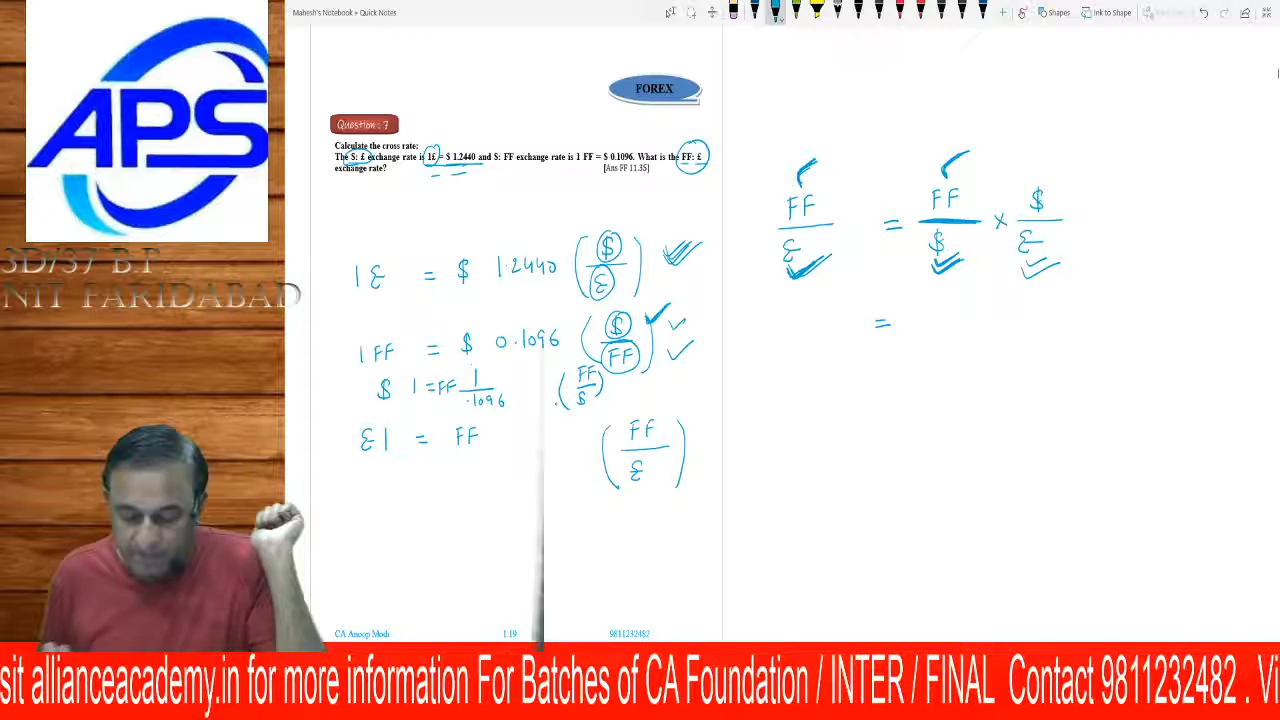 APS
3D/37 B.P.
NIT FARIDABAD
Mahesh's Notebook » Quick Notes
Shapes
Ink to Shape
FOREX
Question : 7
Calculate the cross rate:
The $: £ exchange rate is 1£ = $ 1.2440 and $: FF exchange rate is 1 FF = $ 0.1096. What is the FF: £
exchange rate? [Ans FF 11.35]
1 £ = $ 1.2440 ($/£)
1 FF = $ 0.1096 ($/FF)
$ 1 = FF 1/.1096 (FF/$)
£1 = FF (FF/£)
FF/£ = FF/$ × $/£
=
CA Anoop Modi 1.19 9811232482
sit allianceacademy.in for more information For Batches of CA Foundation / INTER / FINAL Contact 9811232482 . Vi